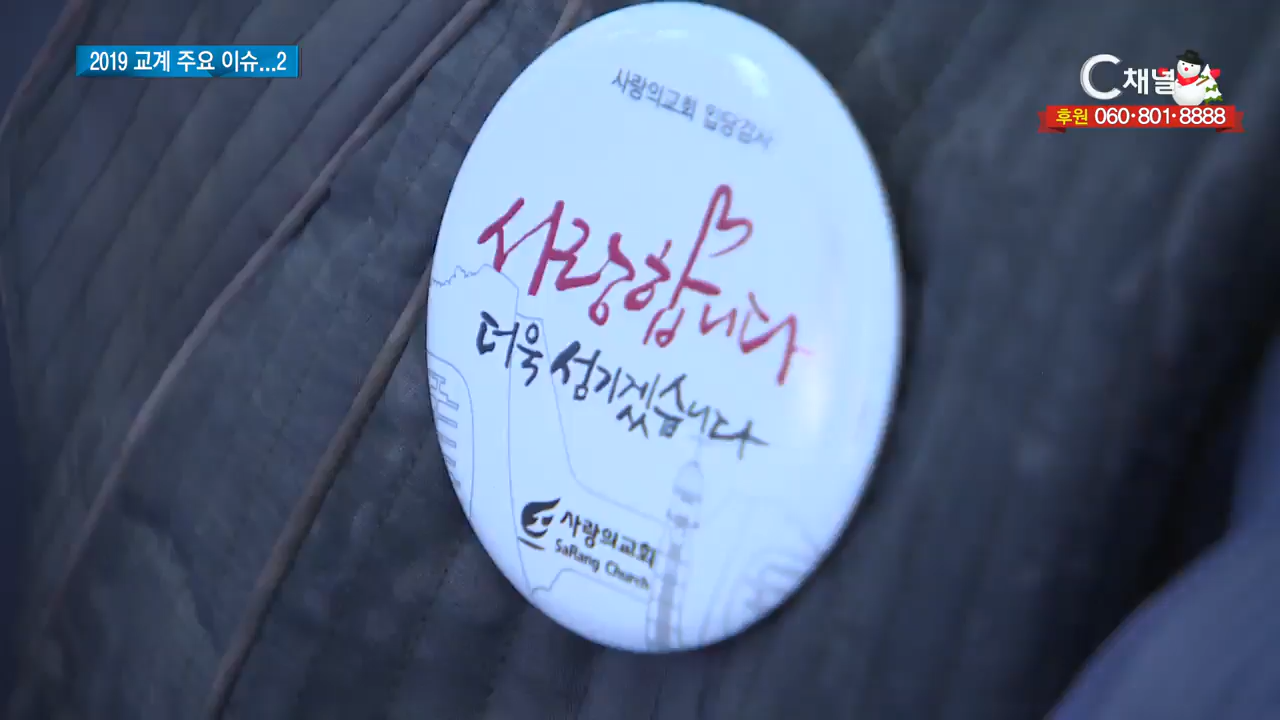 2019 교계 주요 이슈...2
C채널
후원 060·801·8888
사랑의교회 입당감사
사랑합니다
더욱 섬기겠습니다
사랑의교회
SaRang Church